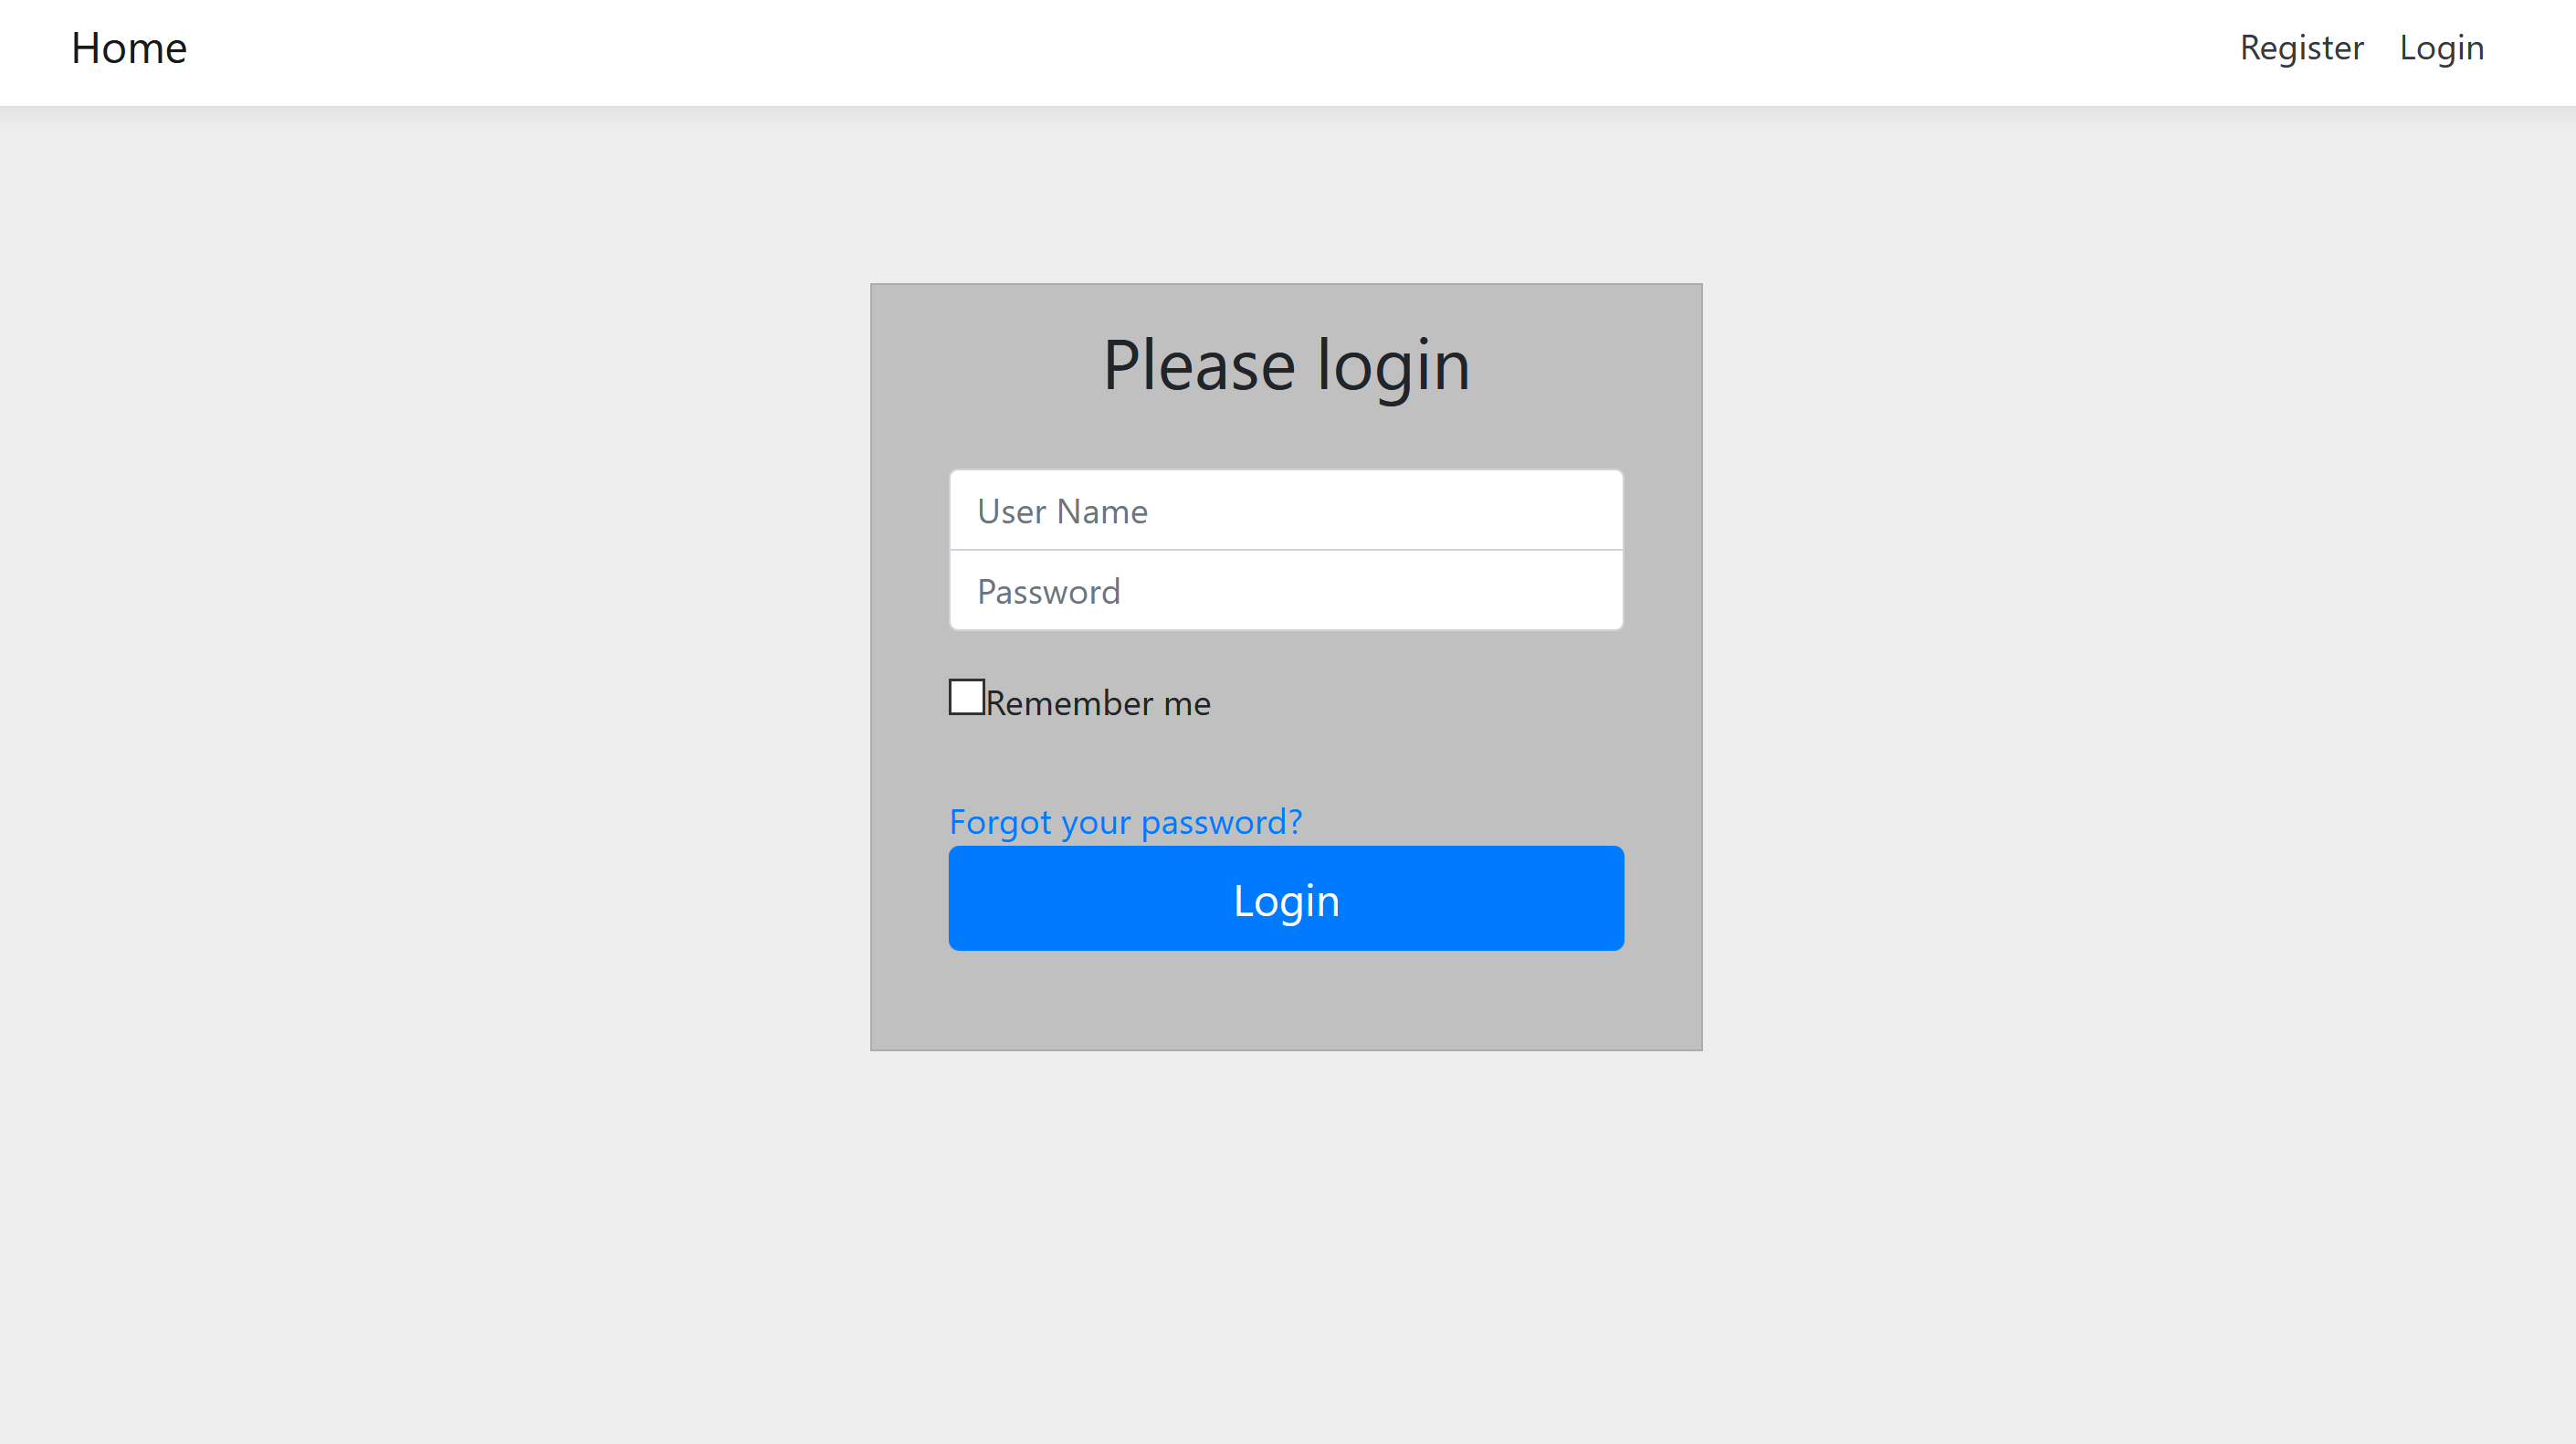 Home Register Login
Please login
User Name
Password
Remember me
Forgot your password?
Login